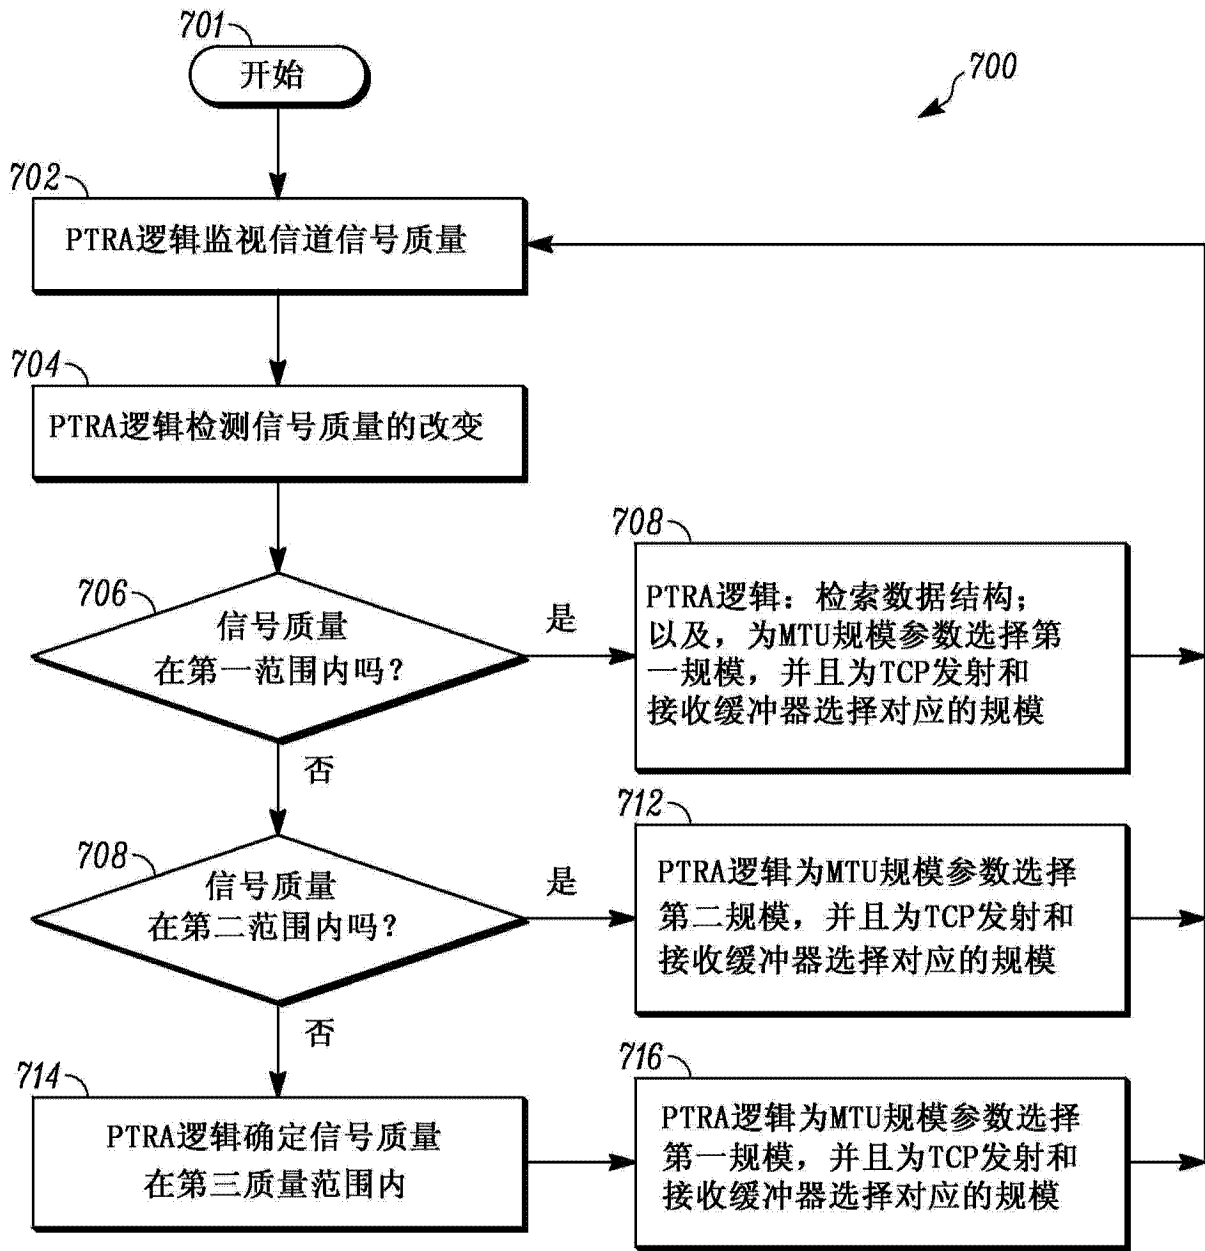 701
开始
700
702
PTRA逻辑监视信道信号质量
704
PTRA逻辑检测信号质量的改变
706
信号质量
在第一范围内吗?
是
否
708
PTRA逻辑：检索数据结构；
以及，为MTU规模参数选择第
一规模，并且为TCP发射和
接收缓冲器选择对应的规模
708
信号质量
在第二范围内吗?
是
否
712
PTRA逻辑为MTU规模参数选择
第二规模，并且为TCP发射和
接收缓冲器选择对应的规模
714
PTRA逻辑确定信号质量
在第三质量范围内
716
PTRA逻辑为MTU规模参数选择
第一规模，并且为TCP发射和
接收缓冲器选择对应的规模